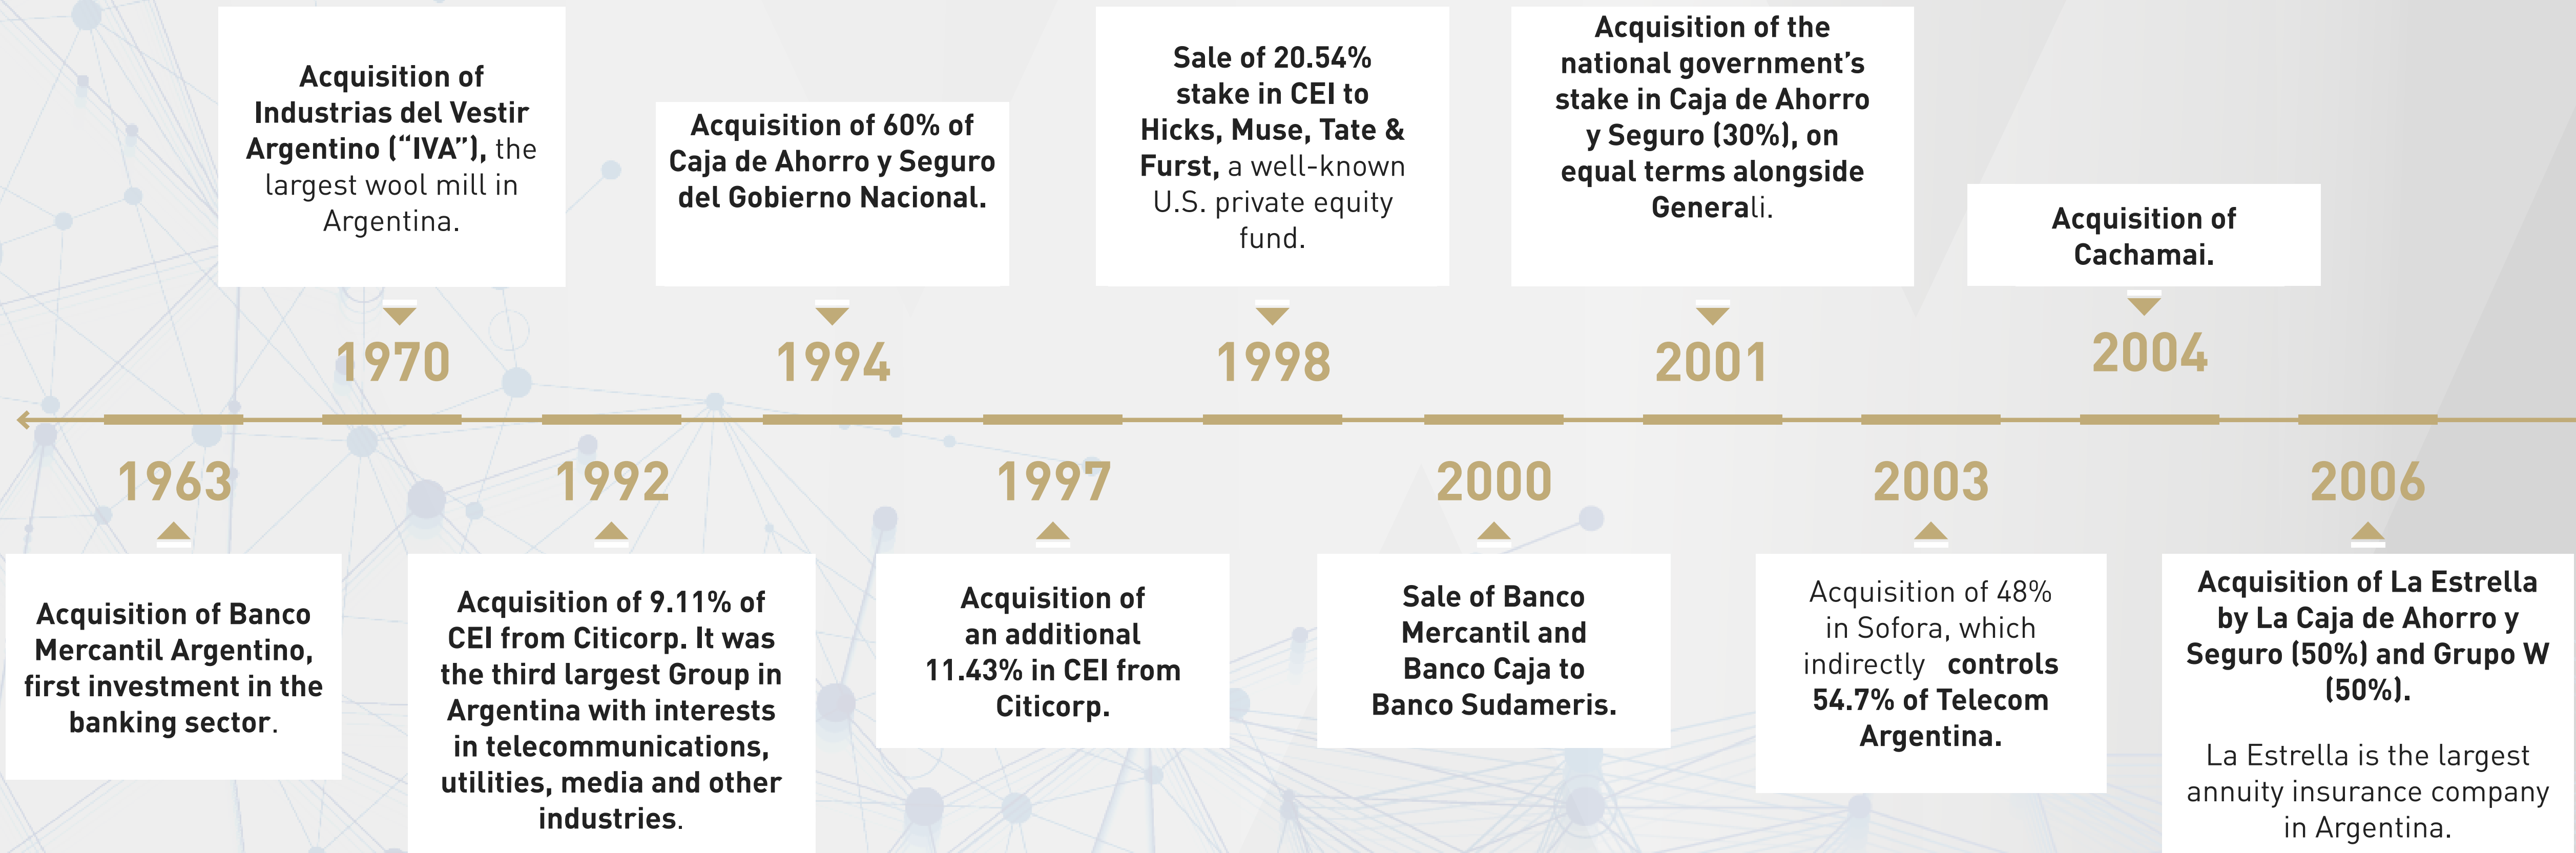 Acquisition of
Industrias del Vestir
Argentino (“IVA”), the
largest wool mill in
Argentina.
1970
Acquisition of 60% of
Caja de Ahorro y Seguro
del Gobierno Nacional.
1994
Sale of 20.54%
stake in CEI to
Hicks, Muse, Tate &
Furst, a well-known
U.S. private equity
fund.
1998
Acquisition of the
national government’s
stake in Caja de Ahorro
y Seguro (30%), on
equal terms alongside
Generali.
2001
Acquisition of
Cachamai.
2004
1963
Acquisition of Banco
Mercantil Argentino,
first investment in the
banking sector.
1992
Acquisition of 9.11% of
CEI from Citicorp. It was
the third largest Group in
Argentina with interests
in telecommunications,
utilities, media and other
industries.
1997
Acquisition of
an additional
11.43% in CEI from
Citicorp.
2000
Sale of Banco
Mercantil and
Banco Caja to
Banco Sudameris.
2003
Acquisition of 48%
in Sofora, which
indirectly controls
54.7% of Telecom
Argentina.
2006
Acquisition of La Estrella
by La Caja de Ahorro y
Seguro (50%) and Grupo W
(50%).
La Estrella is the largest
annuity insurance company
in Argentina.